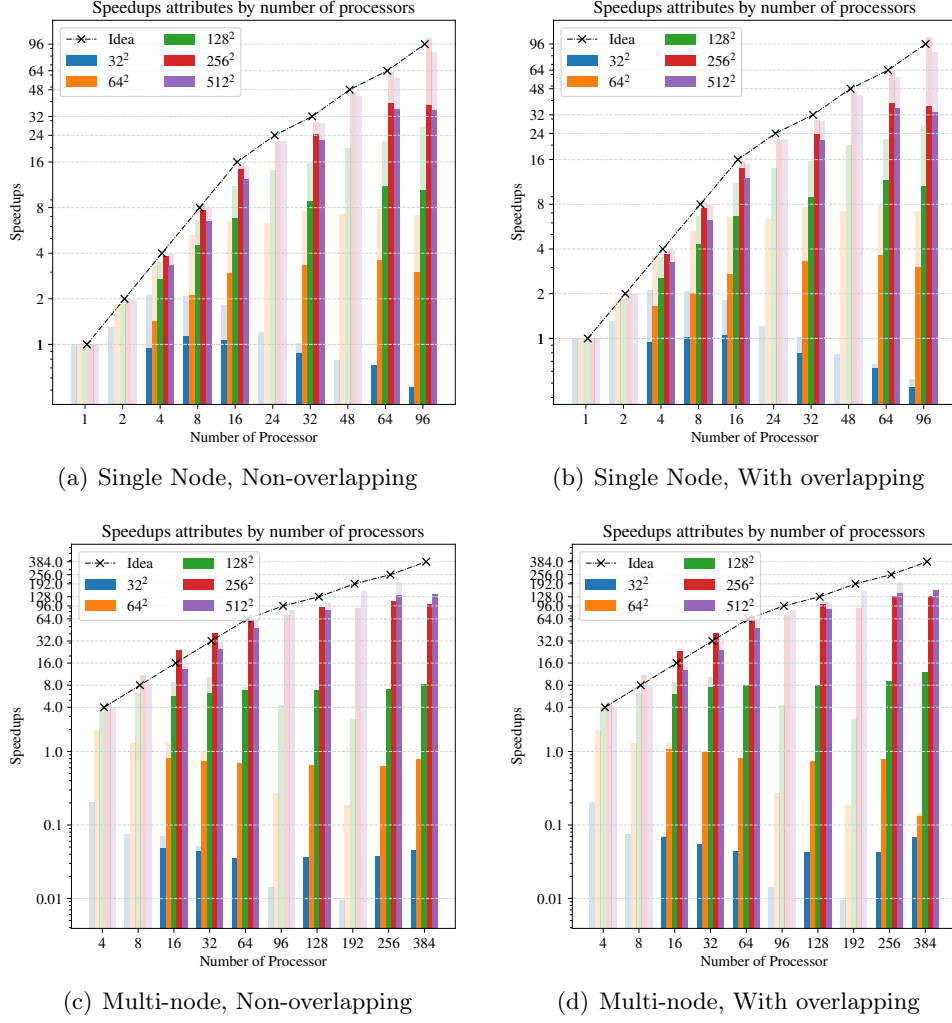 Speedups attributes by number of processors
96
64
48
32
24
16
8
4
2
1
Speedups
Idea
32²
64²
128²
256²
512²
1 2 4 8 16 24 32 48 64 96
Number of Processor
(a) Single Node, Non-overlapping
Speedups attributes by number of processors
96
64
48
32
24
16
8
4
2
1
Speedups
Idea
32²
64²
128²
256²
512²
1 2 4 8 16 24 32 48 64 96
Number of Processor
(b) Single Node, With overlapping
Speedups attributes by number of processors
384.0
256.0
192.0
128.0
96.0
64.0
32.0
16.0
8.0
4.0
1.0
0.1
0.01
Speedups
Idea
32²
64²
128²
256²
512²
4 8 16 32 64 96 128 192 256 384
Number of Processor
(c) Multi-node, Non-overlapping
Speedups attributes by number of processors
384.0
256.0
192.0
128.0
96.0
64.0
32.0
16.0
8.0
4.0
1.0
0.1
0.01
Speedups
Idea
32²
64²
128²
256²
512²
4 8 16 32 64 96 128 192 256 384
Number of Processor
(d) Multi-node, With overlapping